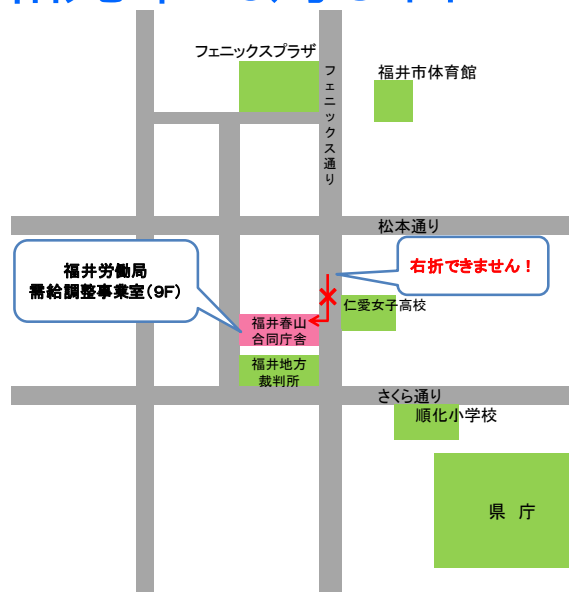 フェニックスプラザ
フェニックス通り
福井市体育館
松本通り
福井労働局
需給調整事業室（9F）
右折できません！
仁愛女子高校
福井春山
合同庁舎
福井地方
裁判所
さくら通り
順化小学校
県 庁